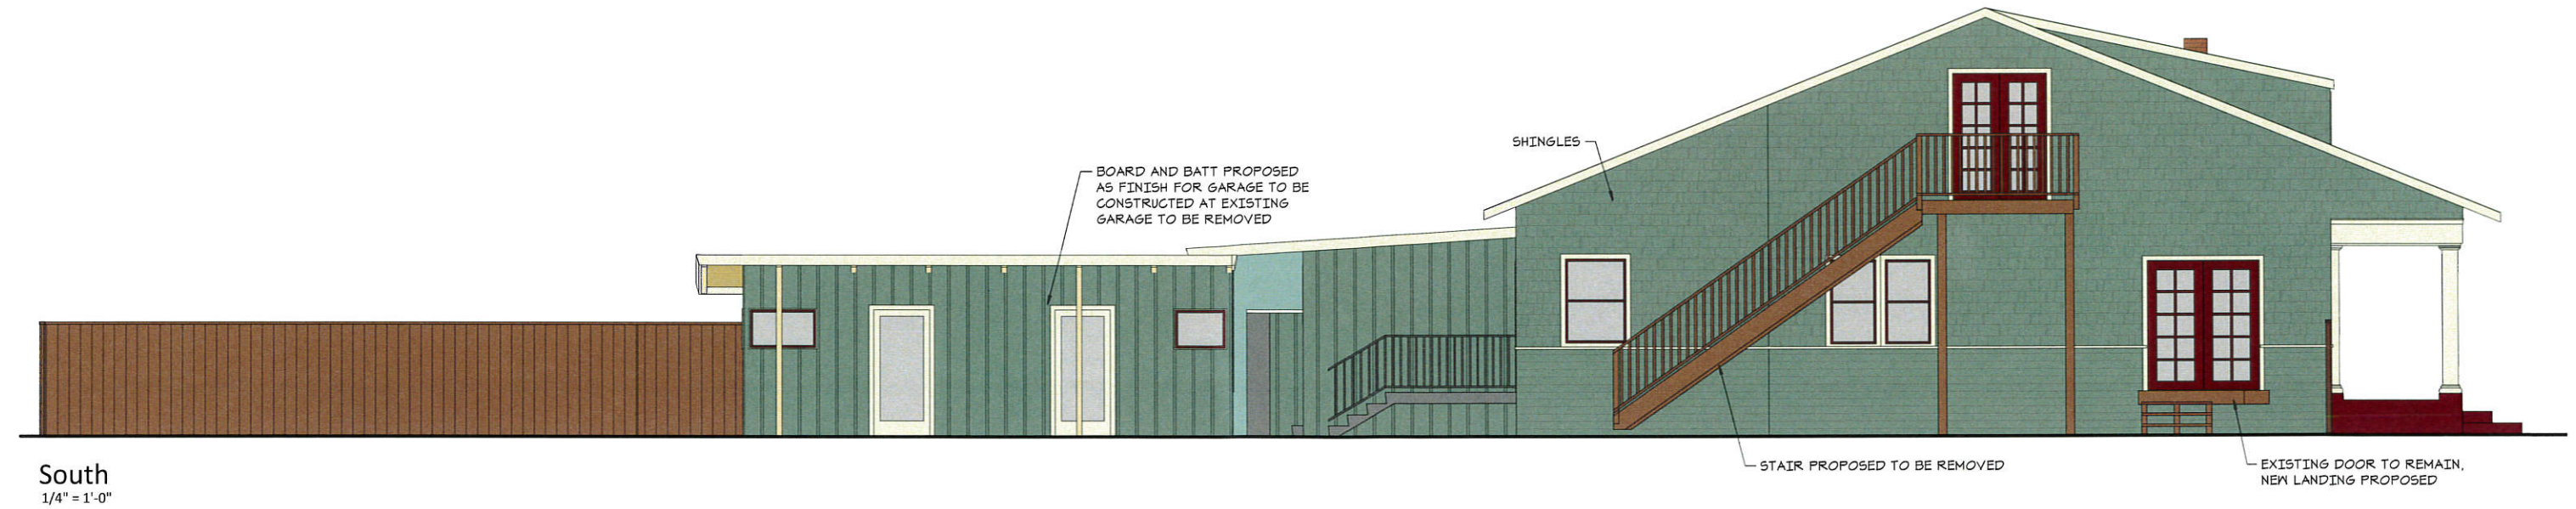 SHINGLES
BOARD AND BATT PROPOSED
AS FINISH FOR GARAGE TO BE
CONSTRUCTED AT EXISTING
GARAGE TO BE REMOVED
STAIR PROPOSED TO BE REMOVED
EXISTING DOOR TO REMAIN,
NEW LANDING PROPOSED
South
1/4" = 1'-0"